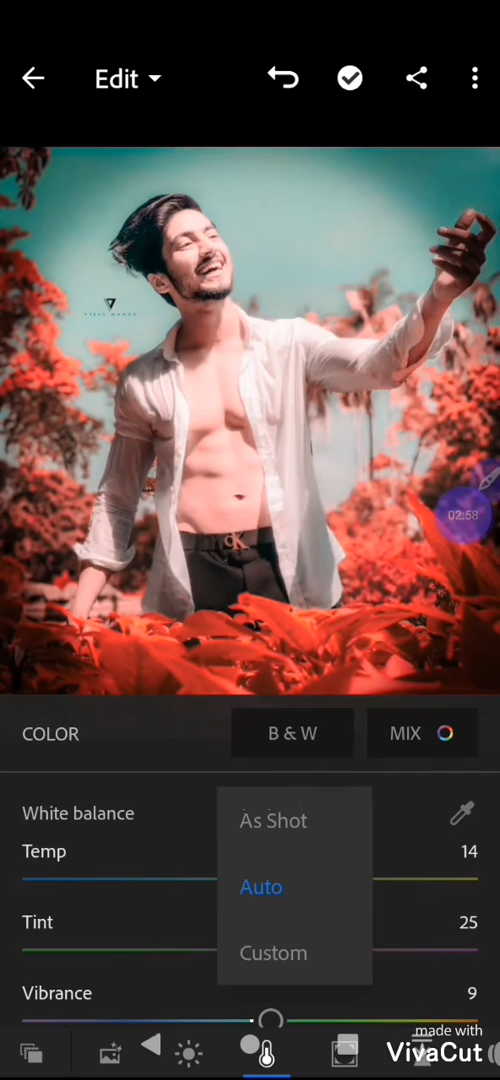 Edit
02:58
COLOR
B & W
MIX
White balance
As Shot
Temp
14
Auto
Tint
25
Custom
Vibrance
9
made with
VivaCut